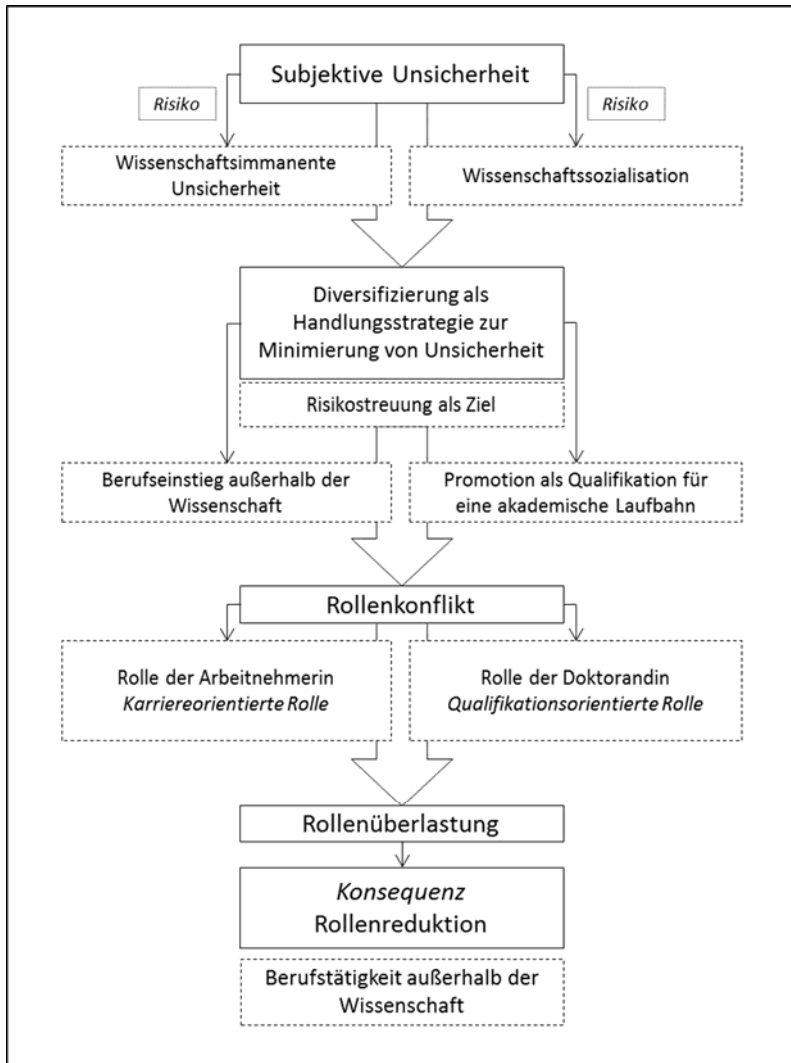 Subjektive Unsicherheit
Risiko
Risiko
Wissenschaftsimmanente
Unsicherheit
Wissenschaftssozialisation
Diversifizierung als
Handlungsstrategie zur
Minimierung von Unsicherheit
Risikostreuung als Ziel
Berufseinstieg außerhalb der
Wissenschaft
Promotion als Qualifikation für
eine akademische Laufbahn
Rollenkonflikt
Rolle der Arbeitnehmerin
Karriereorientierte Rolle
Rolle der Doktorandin
Qualifikationsorientierte Rolle
Rollenüberlastung
Konsequenz
Rollenreduktion
Berufstätigkeit außerhalb der
Wissenschaft